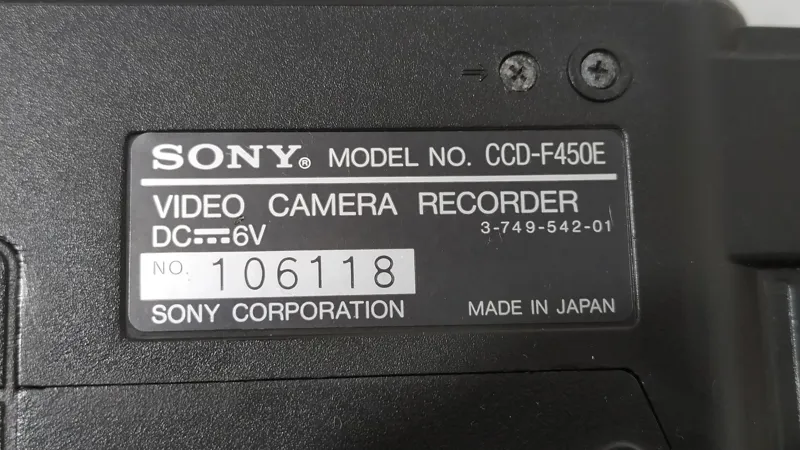 SONY® MODEL NO. CCD-F450E
VIDEO CAMERA RECORDER
DC⎓6V 3-749-542-01
NO. 106118
SONY CORPORATION MADE IN JAPAN